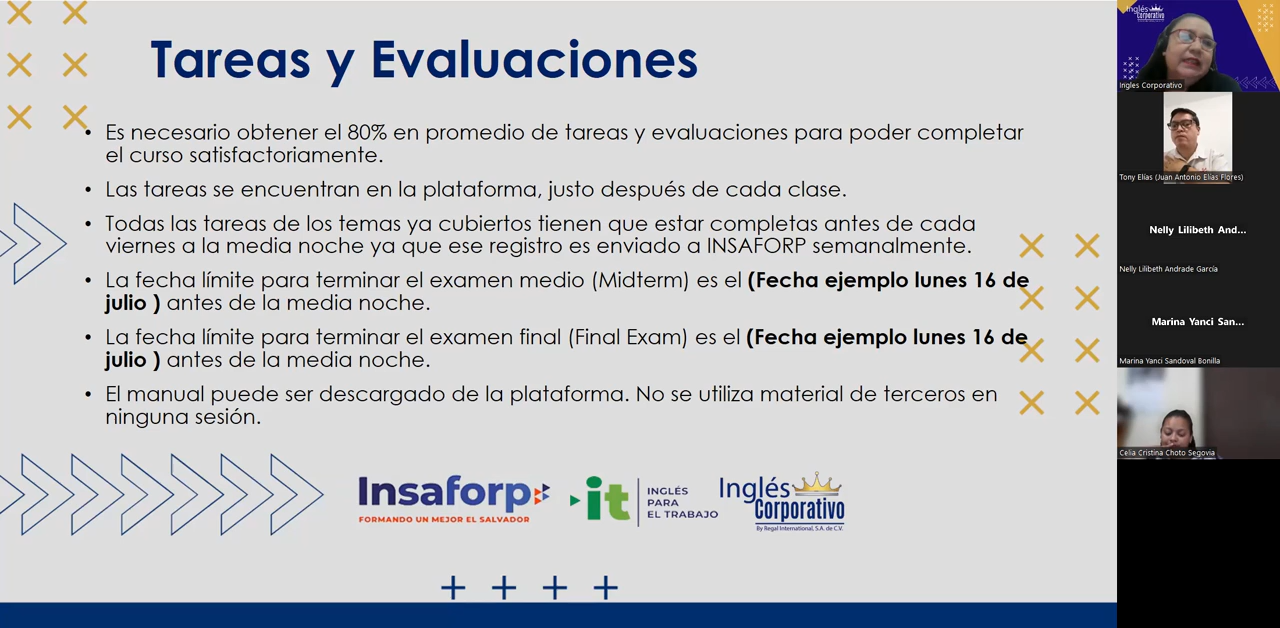 Tareas y Evaluaciones
• Es necesario obtener el 80% en promedio de tareas y evaluaciones para poder completar
el curso satisfactoriamente.
• Las tareas se encuentran en la plataforma, justo después de cada clase.
• Todas las tareas de los temas ya cubiertos tienen que estar completas antes de cada
viernes a la media noche ya que ese registro es enviado a INSAFORP semanalmente.
• La fecha límite para terminar el examen medio (Midterm) es el (Fecha ejemplo lunes 16 de
julio ) antes de la media noche.
• La fecha límite para terminar el examen final (Final Exam) es el (Fecha ejemplo lunes 16 de
julio ) antes de la media noche.
• El manual puede ser descargado de la plataforma. No se utiliza material de terceros en
ninguna sesión.
Insaforp
FORMANDO UN MEJOR EL SALVADOR
it
INGLÉS
PARA
EL TRABAJO
Inglés
Corporativo
By Regal International, S.A. de C.V.
Inglés
Corporativo
Ingles Corporativo
Tony Elías (Juan Antonio Elías Flores)
Nelly Lilibeth And...
Nelly Lilibeth Andrade García
Marina Yanci San...
Marina Yanci Sandoval Bonilla
Celia Cristina Choto Segovia